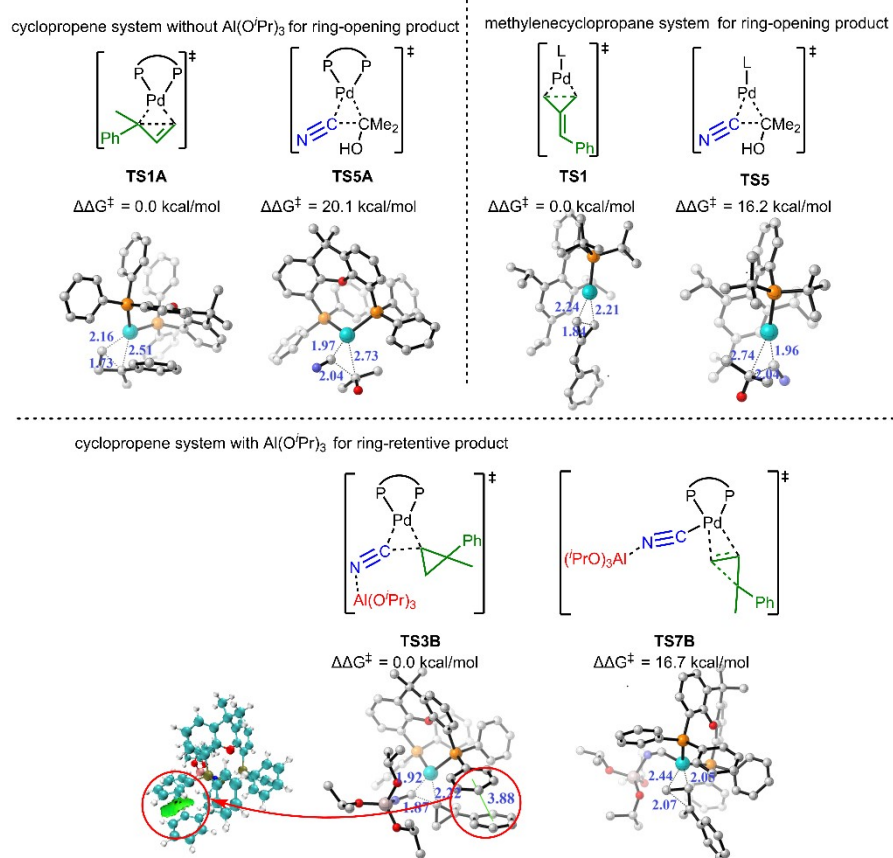 cyclopropene system without Al(OⁱPr)₃ for ring-opening product
methylenecyclopropane system for ring-opening product
P P ‡
Pd
Ph
P P ‡
Pd
N C CMe₂
HO
L ‡
Pd
Ph
L ‡
Pd
N C CMe₂
HO
TS1A TS5A TS1 TS5
ΔΔG‡ = 0.0 kcal/mol ΔΔG‡ = 20.1 kcal/mol ΔΔG‡ = 0.0 kcal/mol ΔΔG‡ = 16.2 kcal/mol
2.16
1.73 2.51
1.97 2.73
2.04
2.24 2.21
1.84
2.74 1.96
2.04
cyclopropene system with Al(OⁱPr)₃ for ring-retentive product
P P ‡
Pd
N C Ph
Al(OⁱPr)₃
P P ‡
Pd
(ⁱPrO)₃Al N C
Ph
TS3B TS7B
ΔΔG‡ = 0.0 kcal/mol ΔΔG‡ = 16.7 kcal/mol
1.92
1.87 2.22 3.88
2.44
2.07